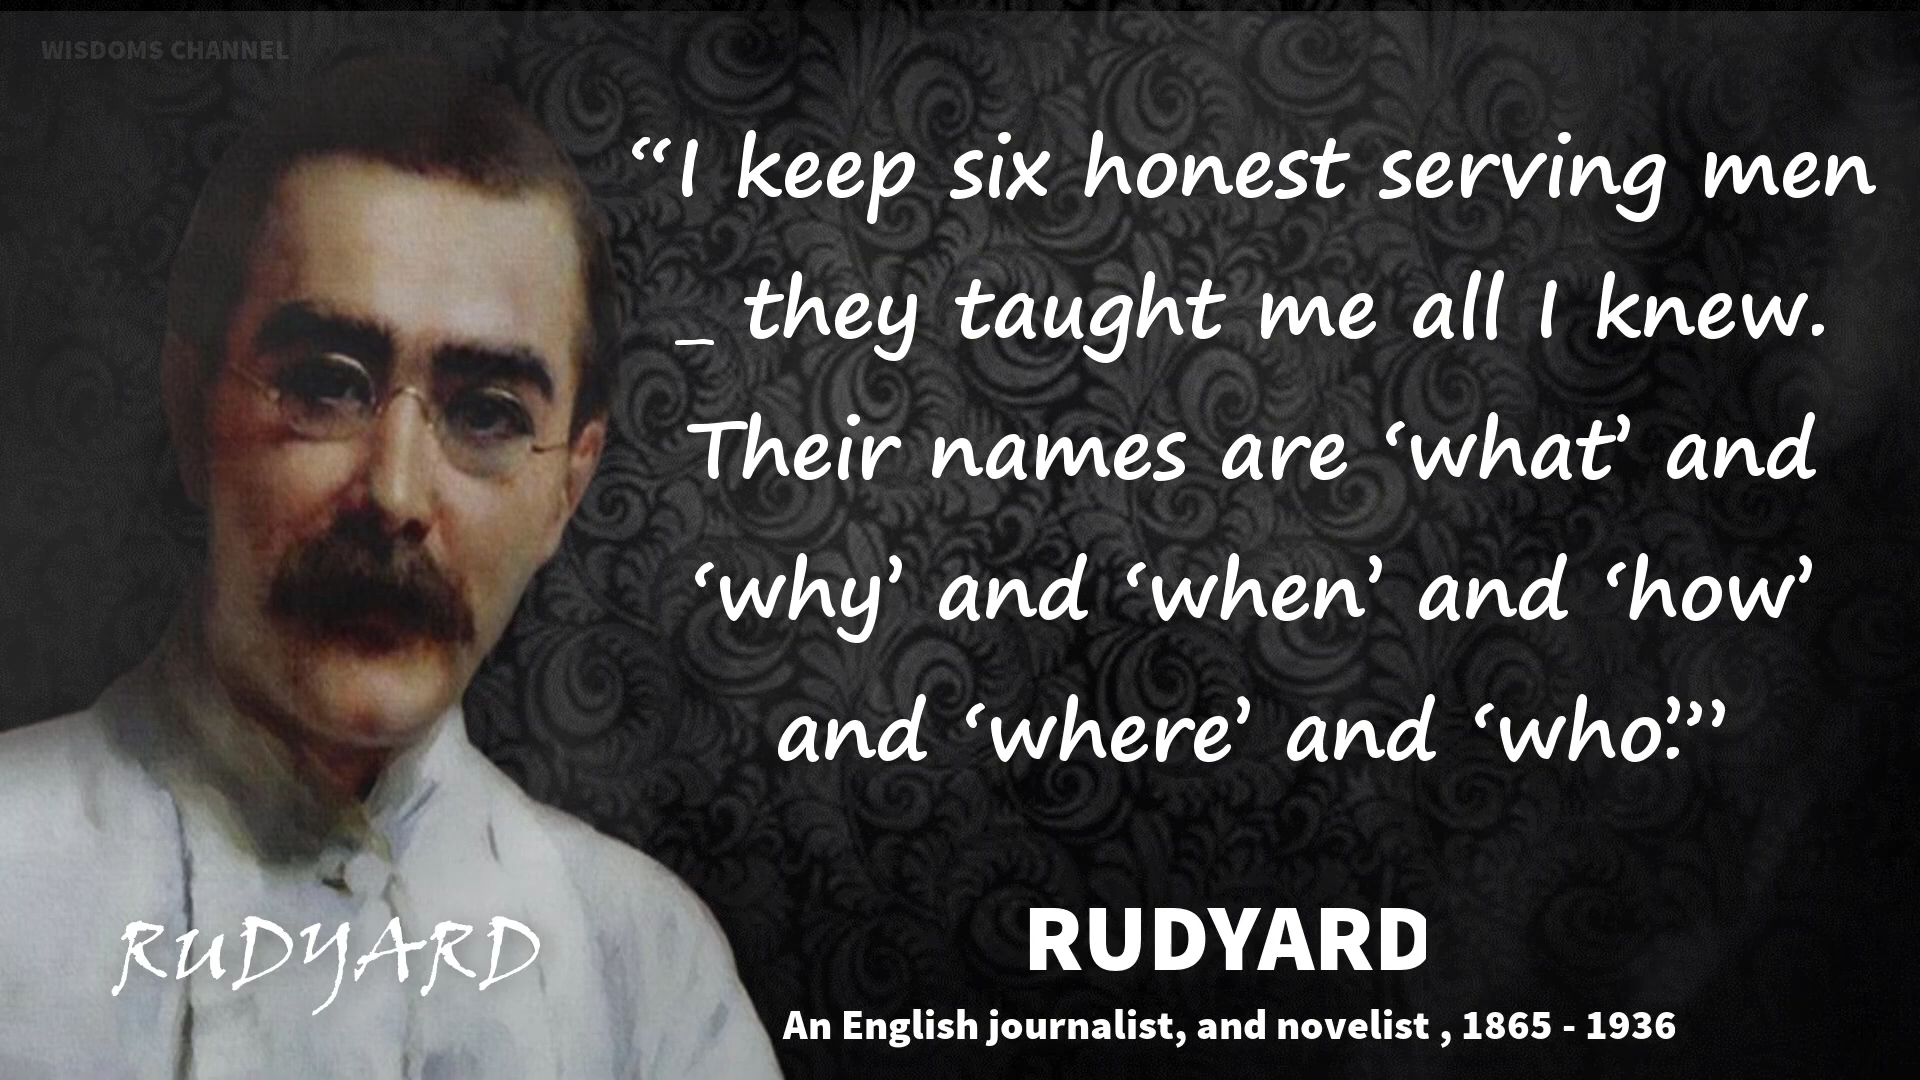 WISDOMS CHANNEL
“I keep six honest serving men
_ they taught me all I knew.
Their names are ‘what’ and
‘why’ and ‘when’ and ‘how’
and ‘where’ and ‘who.’”’
RUDYARD
RUDYARD
An English journalist, and novelist , 1865 - 1936